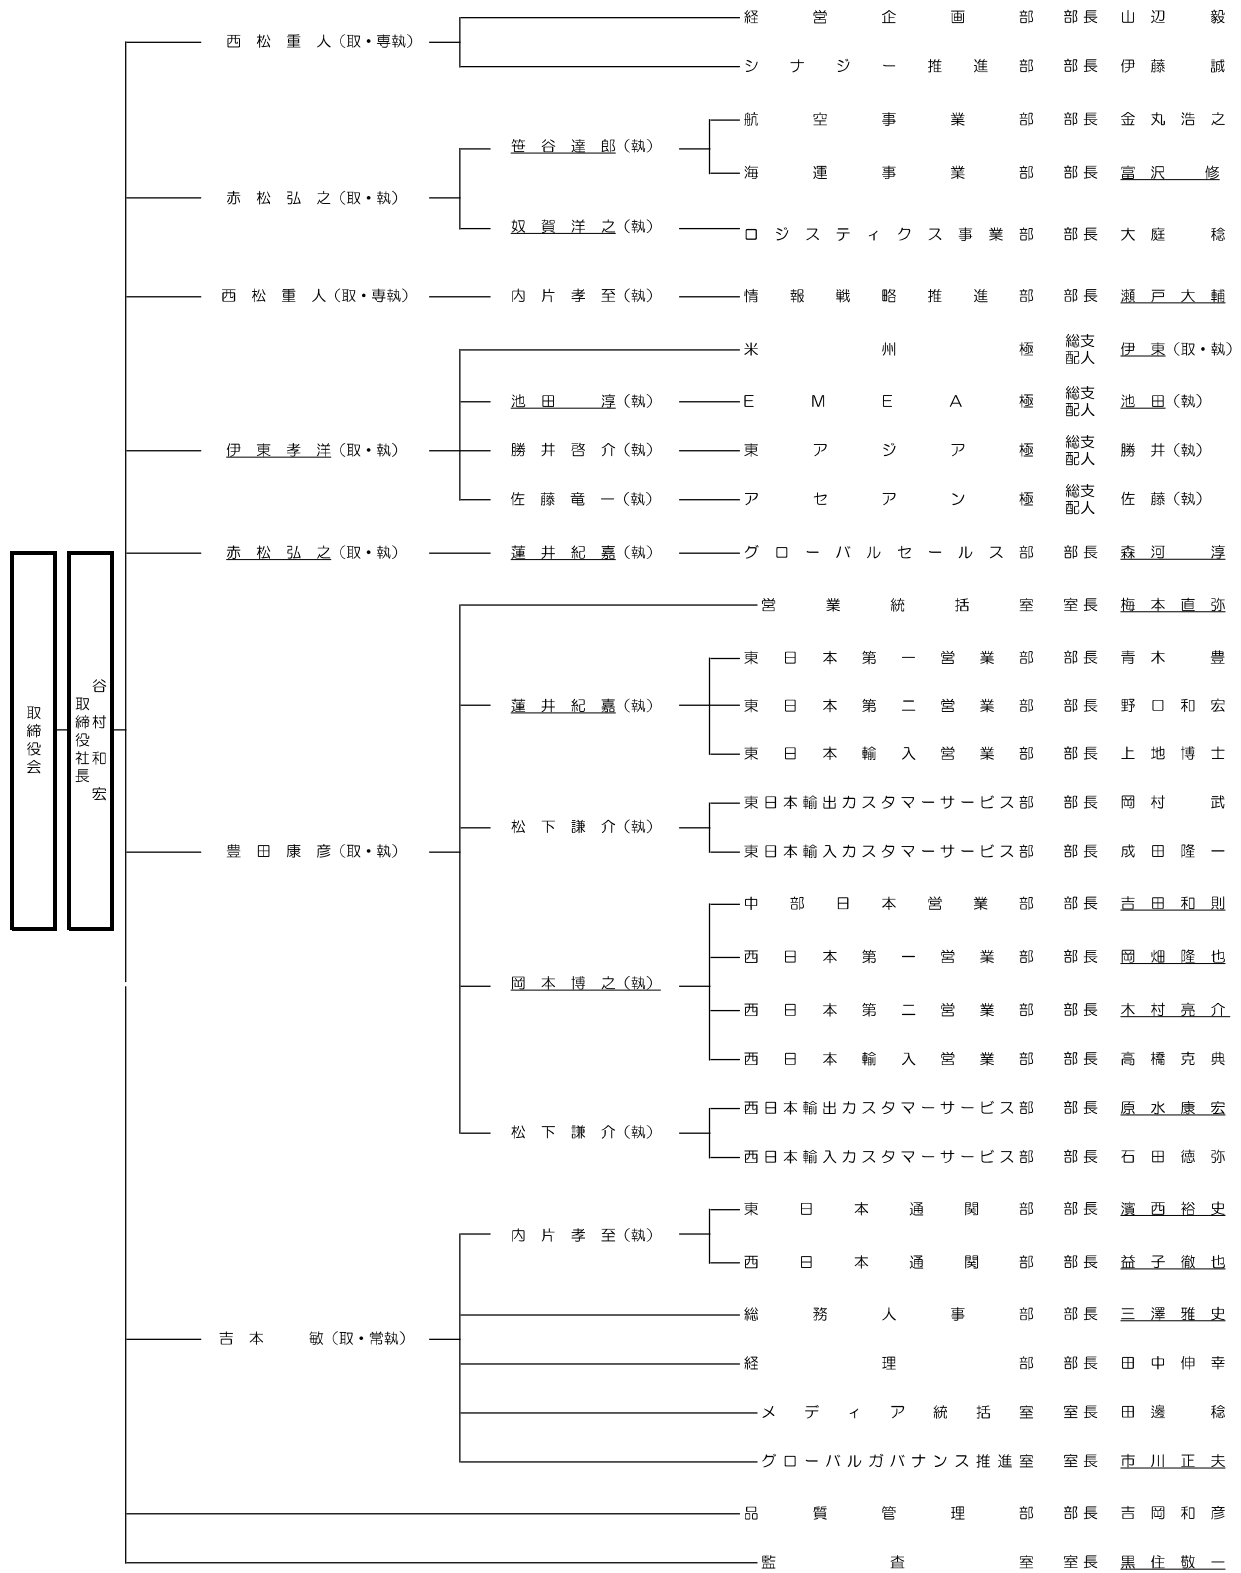 取締役会
谷村和宏
取締役社長
西松重人（取・専執）
経営企画部 部長 山辺毅
シナジー推進部 部長 伊藤誠
赤松弘之（取・執）
笹谷達郎（執）
航空事業部 部長 金丸浩之
海運事業部 部長 富沢修
奴賀洋之（執）
ロジスティクス事業部 部長 大庭稔
西松重人（取・専執）
内片孝至（執）
情報戦略推進部 部長 瀬戸大輔
伊東孝洋（取・執）
米州極 総支配人 伊東（取・執）
池田淳（執）
EMEA極 総支配人 池田（執）
勝井啓介（執）
東アジア極 総支配人 勝井（執）
佐藤竜一（執）
アセアン極 総支配人 佐藤（執）
赤松弘之（取・執）
蓮井紀嘉（執）
グローバルセールス部 部長 森河淳
豊田康彦（取・執）
営業統括室 室長 梅本直弥
蓮井紀嘉（執）
東日本第一営業部 部長 青木豊
東日本第二営業部 部長 野口和宏
東日本輸入営業部 部長 上地博士
松下謙介（執）
東日本輸出カスタマーサービス部 部長 岡村武
東日本輸入カスタマーサービス部 部長 成田隆一
岡本博之（執）
中部日本営業部 部長 吉田和則
西日本第一営業部 部長 岡畑隆也
西日本第二営業部 部長 木村亮介
西日本輸入営業部 部長 高橋克典
松下謙介（執）
西日本輸出カスタマーサービス部 部長 原水康宏
西日本輸入カスタマーサービス部 部長 石田徳弥
吉本敏（取・常執）
内片孝至（執）
東日本通関部 部長 濱西裕史
西日本通関部 部長 益子徹也
総務人事部 部長 三澤雅史
経理部 部長 田中伸幸
メディア統括室 室長 田邊稔
グローバルガバナンス推進室 室長 市川正夫
品質管理部 部長 吉岡和彦
監査室 室長 黒住敬一